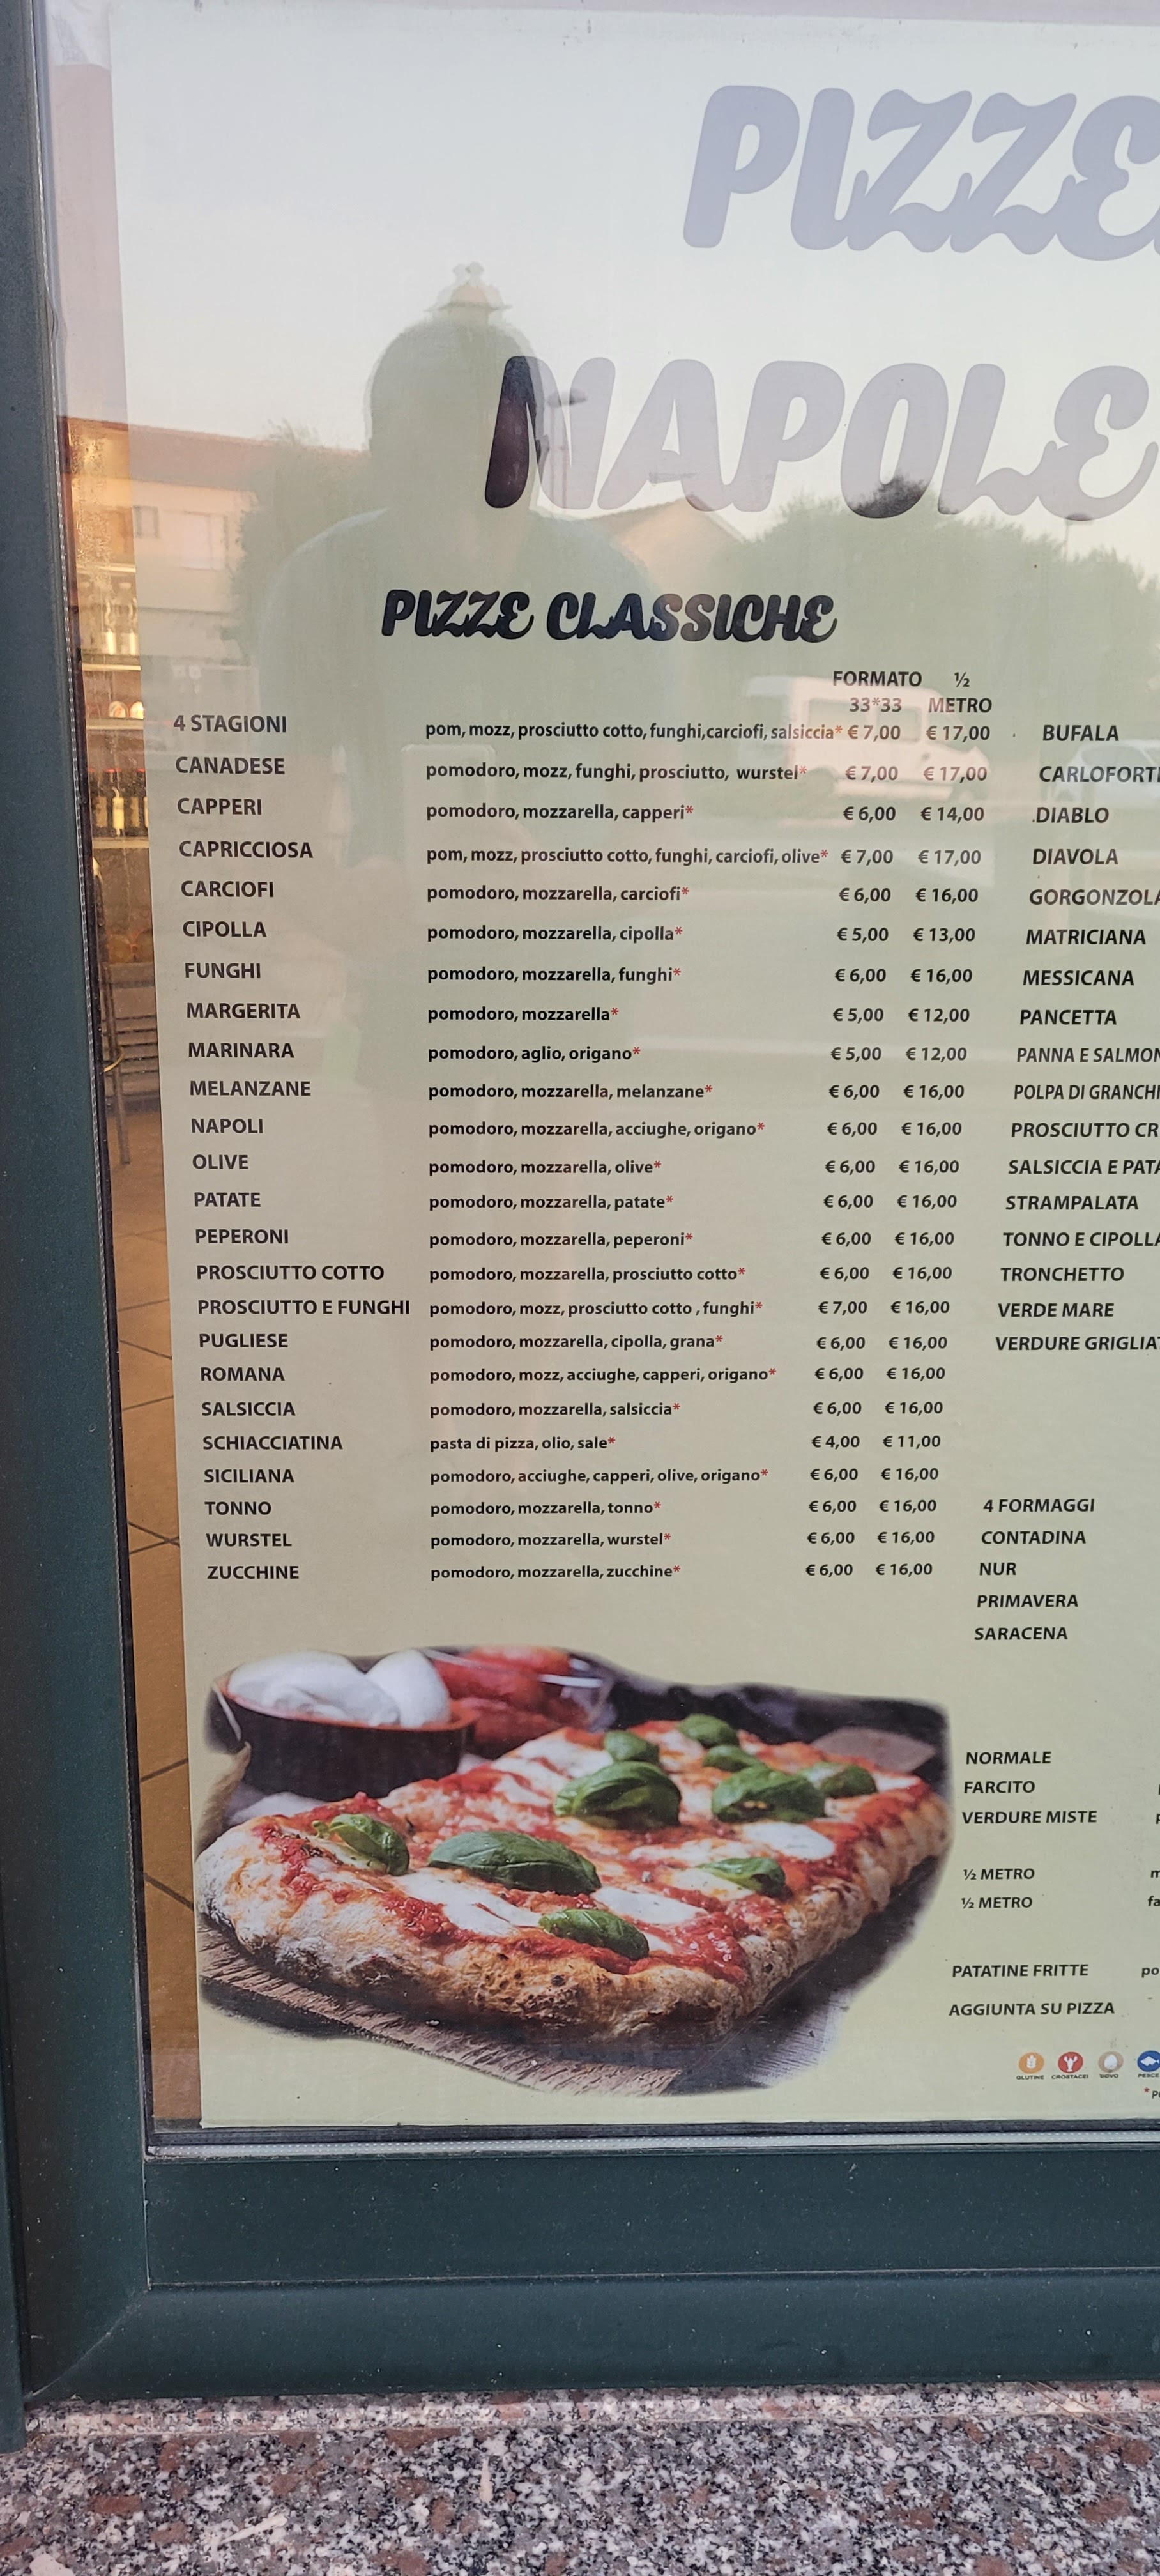 PIZZE
NAPOLE
PIZZE CLASSICHE
FORMATO ½
33*33 METRO
4 STAGIONI pom, mozz, prosciutto cotto, funghi,carciofi, salsiccia* € 7,00 € 17,00
CANADESE pomodoro, mozz, funghi, prosciutto, wurstel* € 7,00 € 17,00
CAPPERI pomodoro, mozzarella, capperi* € 6,00 € 14,00
CAPRICCIOSA pom, mozz, prosciutto cotto, funghi, carciofi, olive* € 7,00 € 17,00
CARCIOFI pomodoro, mozzarella, carciofi* € 6,00 € 16,00
CIPOLLA pomodoro, mozzarella, cipolla* € 5,00 € 13,00
FUNGHI pomodoro, mozzarella, funghi* € 6,00 € 16,00
MARGERITA pomodoro, mozzarella* € 5,00 € 12,00
MARINARA pomodoro, aglio, origano* € 5,00 € 12,00
MELANZANE pomodoro, mozzarella, melanzane* € 6,00 € 16,00
NAPOLI pomodoro, mozzarella, acciughe, origano* € 6,00 € 16,00
OLIVE pomodoro, mozzarella, olive* € 6,00 € 16,00
PATATE pomodoro, mozzarella, patate* € 6,00 € 16,00
PEPERONI pomodoro, mozzarella, peperoni* € 6,00 € 16,00
PROSCIUTTO COTTO pomodoro, mozzarella, prosciutto cotto* € 6,00 € 16,00
PROSCIUTTO E FUNGHI pomodoro, mozz, prosciutto cotto , funghi* € 7,00 € 16,00
PUGLIESE pomodoro, mozzarella, cipolla, grana* € 6,00 € 16,00
ROMANA pomodoro, mozz, acciughe, capperi, origano* € 6,00 € 16,00
SALSICCIA pomodoro, mozzarella, salsiccia* € 6,00 € 16,00
SCHIACCIATINA pasta di pizza, olio, sale* € 4,00 € 11,00
SICILIANA pomodoro, acciughe, capperi, olive, origano* € 6,00 € 16,00
TONNO pomodoro, mozzarella, tonno* € 6,00 € 16,00
WURSTEL pomodoro, mozzarella, wurstel* € 6,00 € 16,00
ZUCCHINE pomodoro, mozzarella, zucchine* € 6,00 € 16,00
BUFALA
CARLOFORT
DIABLO
DIAVOLA
GORGONZOLA
MATRICIANA
MESSICANA
PANCETTA
PANNA E SALMON
POLPA DI GRANCHI
PROSCIUTTO CR
SALSICCIA E PATA
STRAMPALATA
TONNO E CIPOLLA
TRONCHETTO
VERDE MARE
VERDURE GRIGLIAT
4 FORMAGGI
CONTADINA
NUR
PRIMAVERA
SARACENA
NORMALE
FARCITO
VERDURE MISTE
½ METRO m
½ METRO fa
PATATINE FRITTE po
AGGIUNTA SU PIZZA
GLUTINE CROSTACEI UOVO PESCE